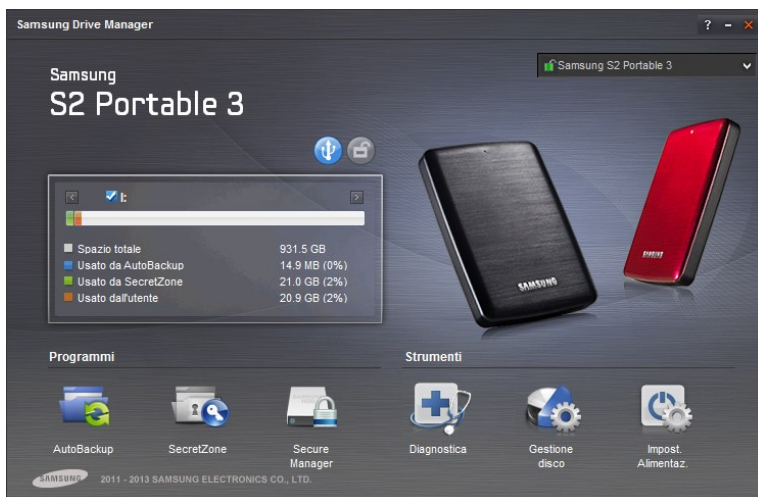 Samsung Drive Manager
Samsung S2 Portable 3
Samsung
S2 Portable 3
I:
Spazio totale 931.5 GB
Usato da AutoBackup 14.9 MB (0%)
Usato da SecretZone 21.0 GB (2%)
Usato dall'utente 20.9 GB (2%)
SAMSUNG
SAMSUNG
Programmi
Strumenti
AutoBackup
SecretZone
Secure
Manager
Diagnostica
Gestione
disco
Impost.
Alimentaz.
SAMSUNG 2011 - 2013 SAMSUNG ELECTRONICS CO., LTD.